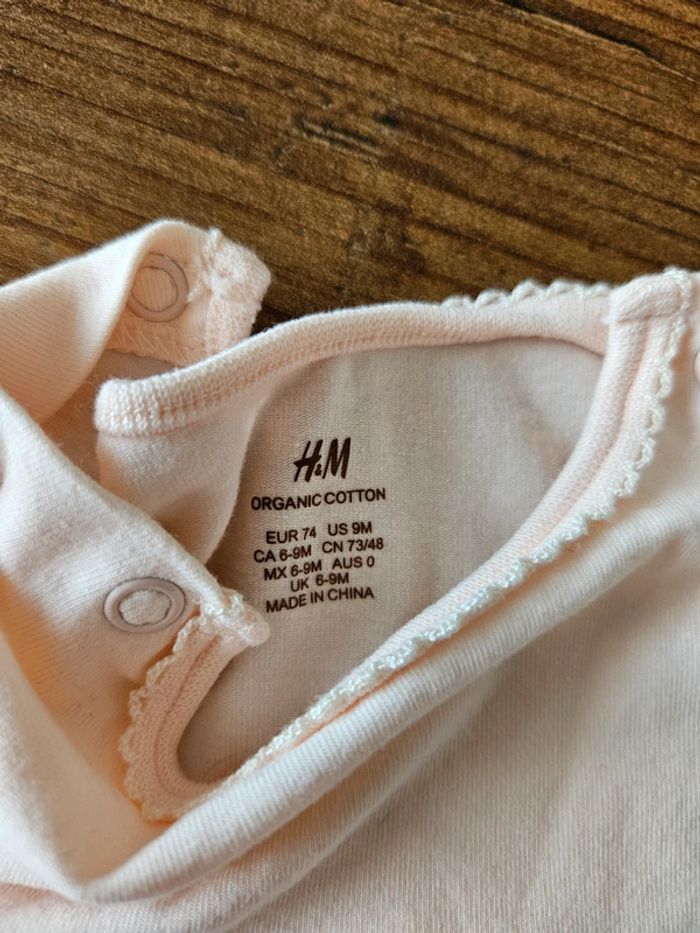 H&M
ORGANIC COTTON
EUR 74 US 9M
CA 6-9M CN 73/48
MX 6-9M AUS 0
UK 6-9M
MADE IN CHINA